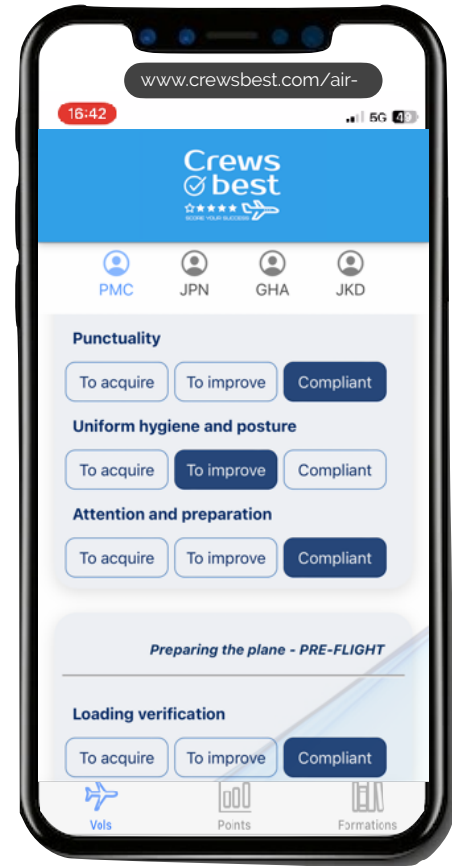 www.crewsbest.com/air-
16:42
5G 49
Crews
best
SCORE YOUR SUCCESS
PMC JPN GHA JKD
Punctuality
To acquire To improve Compliant
Uniform hygiene and posture
To acquire To improve Compliant
Attention and preparation
To acquire To improve Compliant
Preparing the plane - PRE-FLIGHT
Loading verification
To acquire To improve Compliant
Vols Points Formations